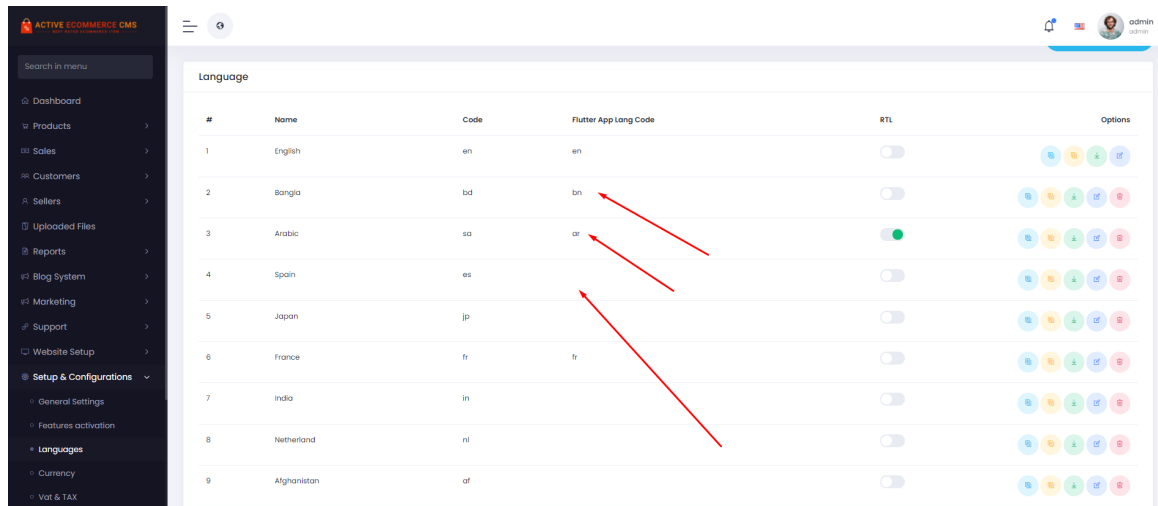 ACTIVE ECOMMERCE CMS
admin
admin
Search in menu
Dashboard
Products
Sales
Customers
Sellers
Uploaded Files
Reports
Blog System
Marketing
Support
Website Setup
Setup & Configurations
General Settings
Features activation
Languages
Currency
Vat & TAX
Language
# Name Code Flutter App Lang Code RTL Options
1 English en en
2 Bangla bd bn
3 Arabic sa ar
4 Spain es
5 Japan jp
6 France fr fr
7 India in
8 Netherland nl
9 Afghanistan af